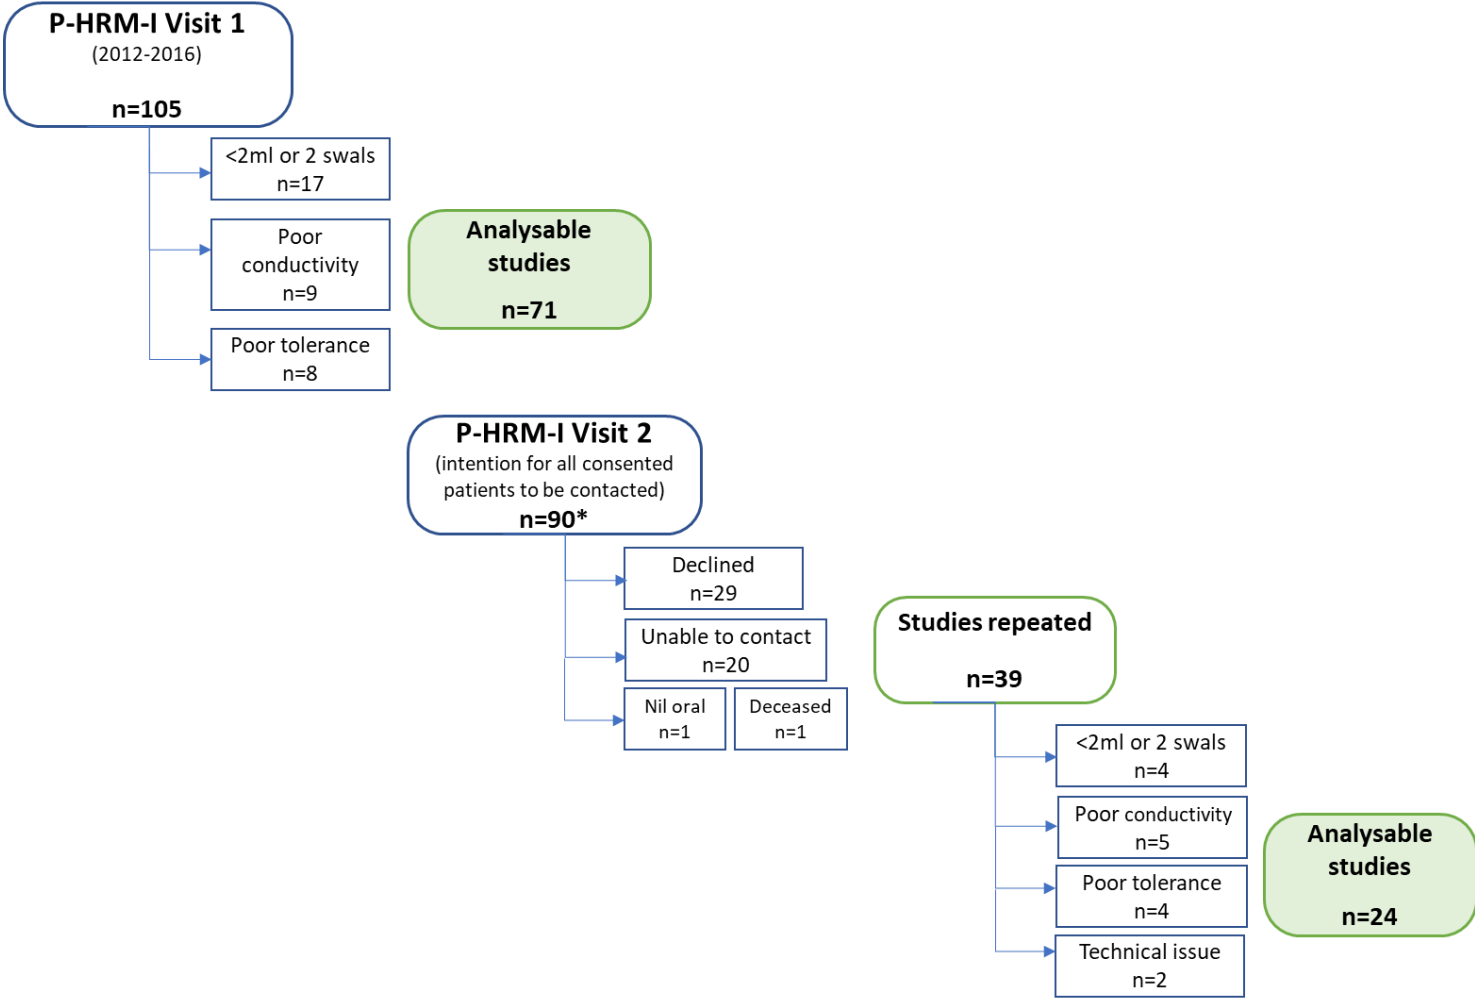 P-HRM-I Visit 1
(2012-2016)
n=105
<2ml or 2 swals
n=17
Poor
conductivity
n=9
Poor tolerance
n=8
Analysable
studies
n=71
P-HRM-I Visit 2
(intention for all consented
patients to be contacted)
n=90*
Declined
n=29
Unable to contact
n=20
Nil oral
n=1
Deceased
n=1
Studies repeated
n=39
<2ml or 2 swals
n=4
Poor conductivity
n=5
Poor tolerance
n=4
Technical issue
n=2
Analysable
studies
n=24